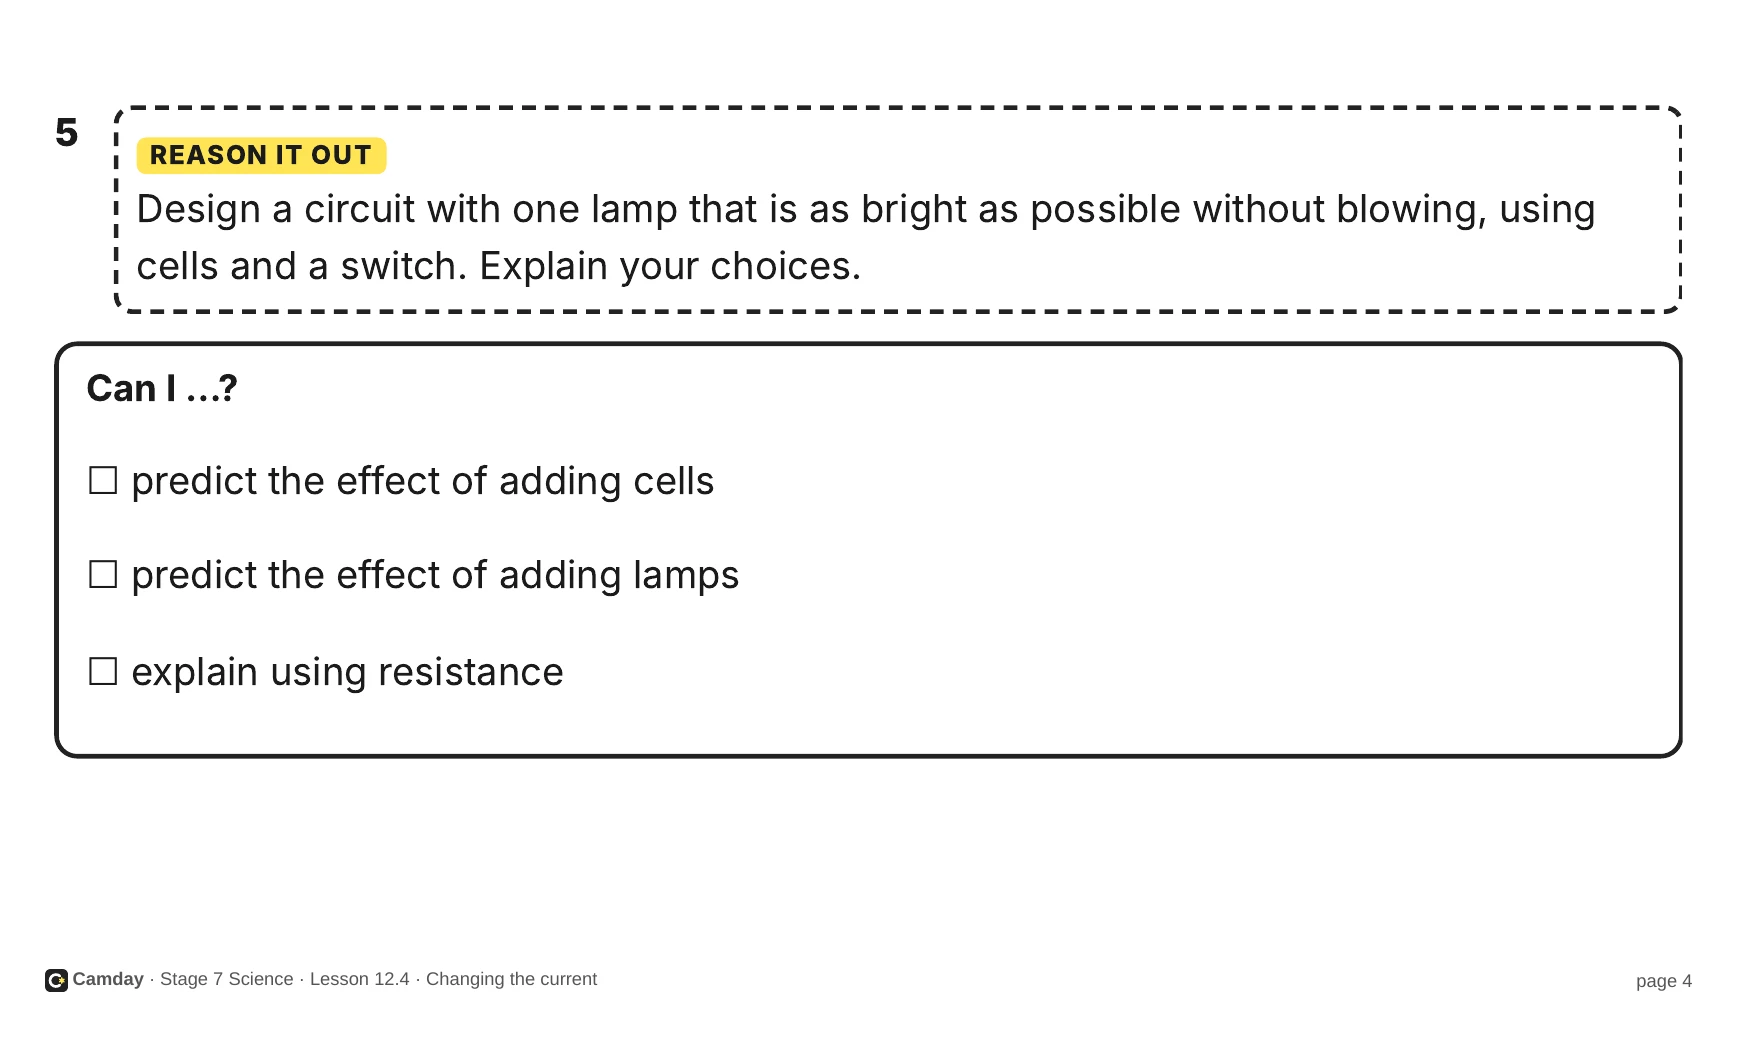 5
REASON IT OUT
Design a circuit with one lamp that is as bright as possible without blowing, using
cells and a switch. Explain your choices.
Can I …?
☐ predict the effect of adding cells
☐ predict the effect of adding lamps
☐ explain using resistance
Camday · Stage 7 Science · Lesson 12.4 · Changing the current
page 4